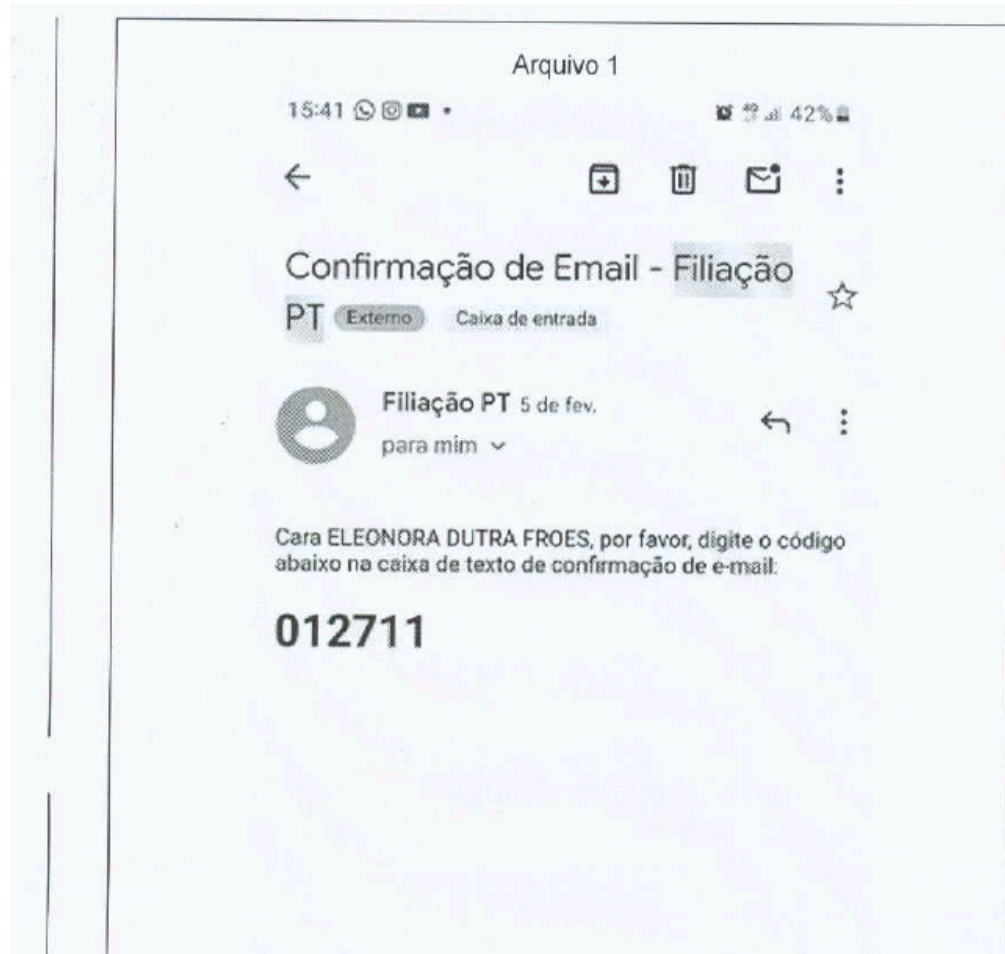 Arquivo 1
15:41 42%
Confirmação de Email - Filiação
PT Externo Caixa de entrada
Filiação PT 5 de fev.
para mim
Cara ELEONORA DUTRA FROES, por favor, digite o código
abaixo na caixa de texto de confirmação de e-mail:
012711